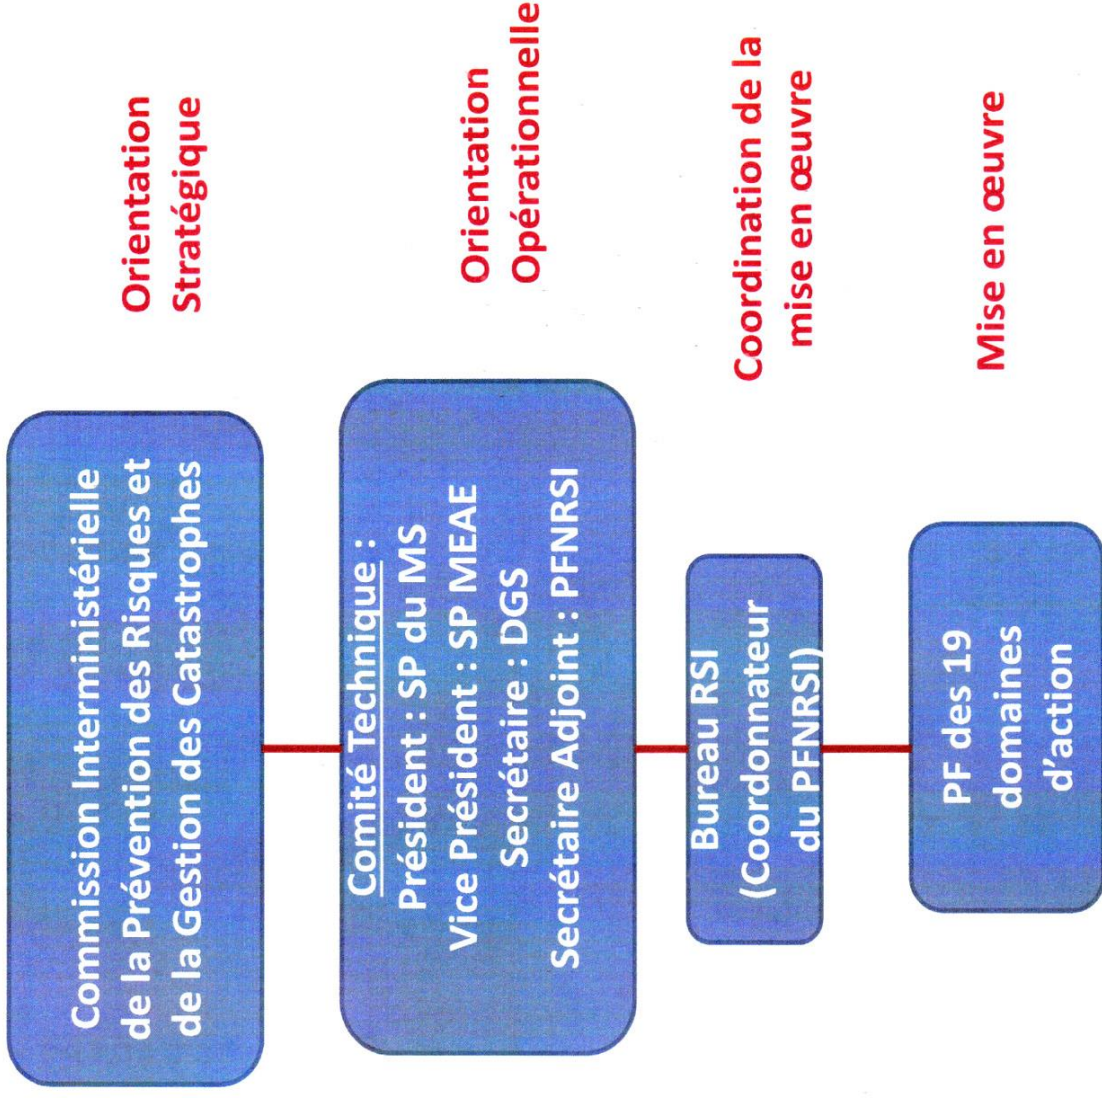 Commission Interministérielle
de la Prévention des Risques et
de la Gestion des Catastrophes
Orientation
Stratégique
Comité Technique :
Président : SP du MS
Vice Président : SP MEAE
Secrétaire : DGS
Secrétaire Adjoint : PFNRSI
Orientation
Opérationnelle
Bureau RSI
(Coordonnateur
du PFNRSI)
Coordination de la
mise en œuvre
PF des 19
domaines
d’action
Mise en œuvre